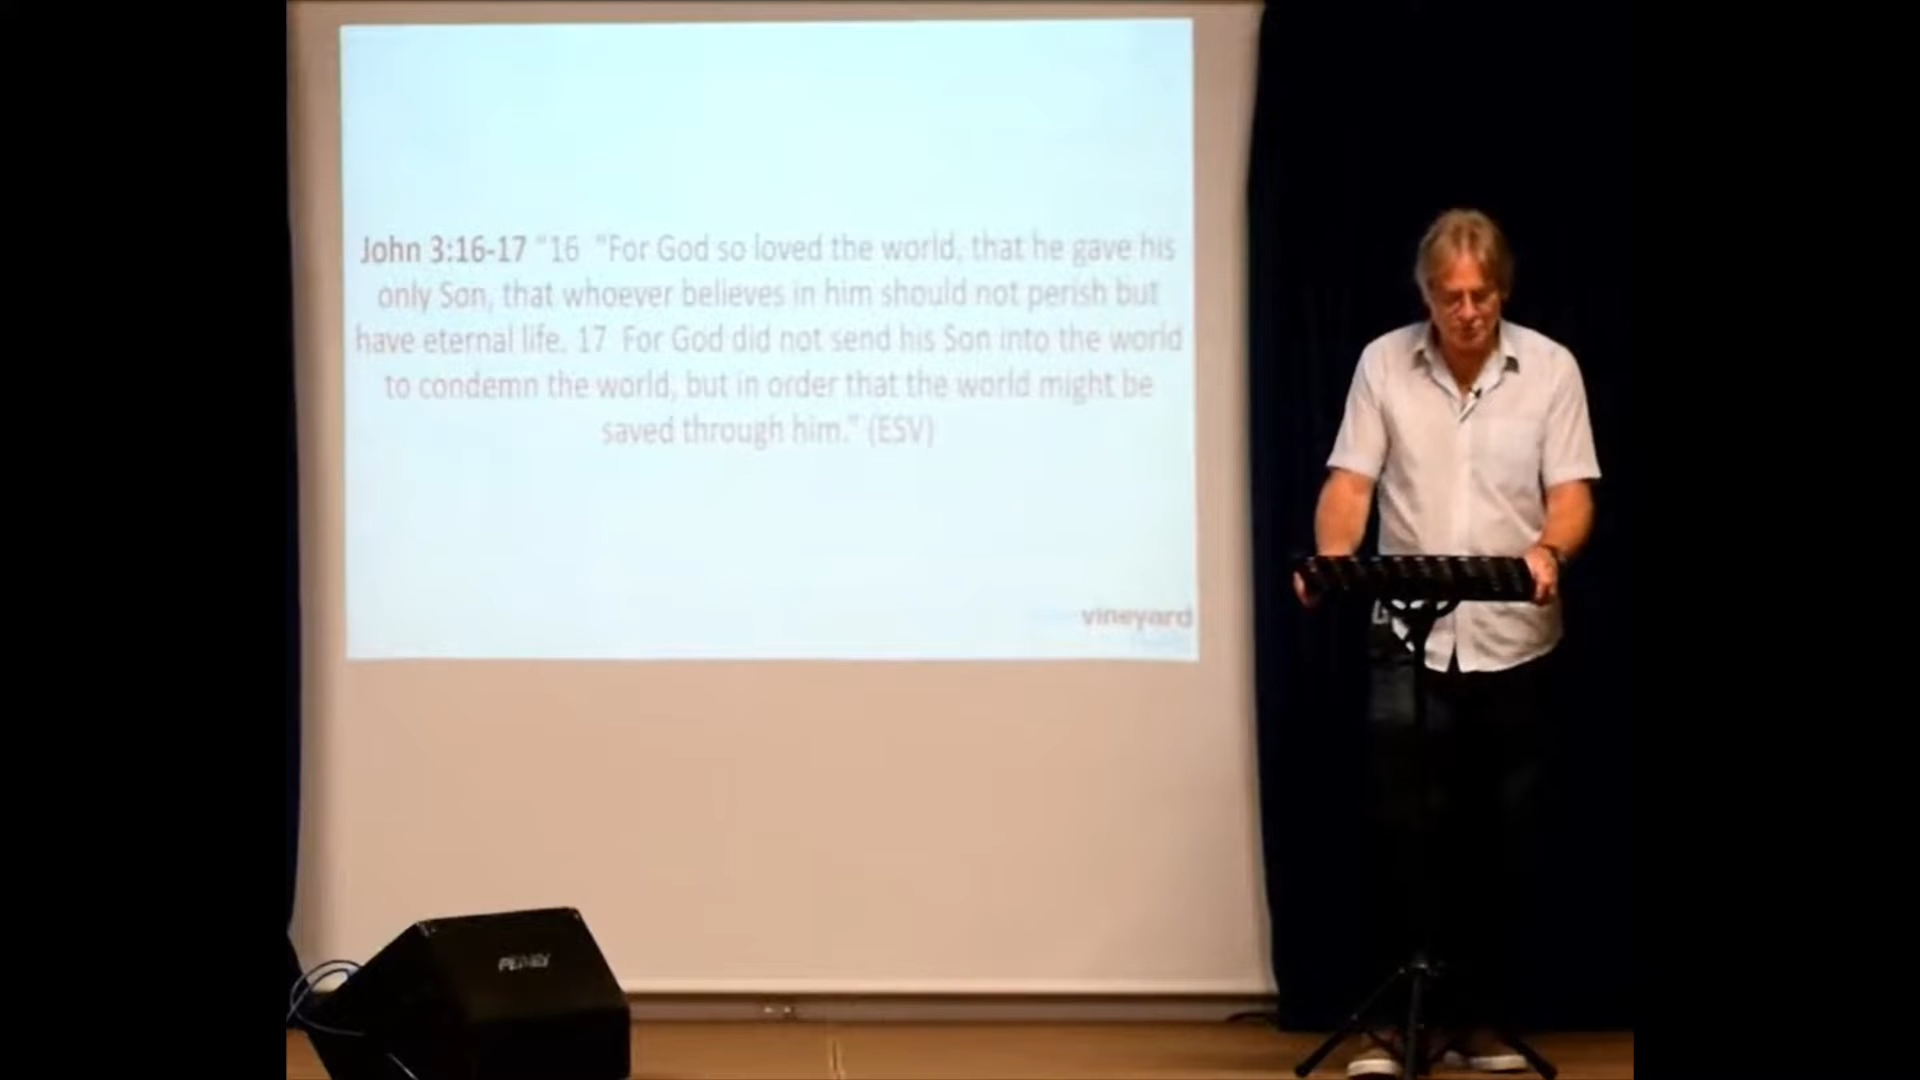 John 3:16-17 "16 "For God so loved the world, that he gave his
only Son, that whoever believes in him should not perish but
have eternal life. 17 For God did not send his Son into the world
to condemn the world, but in order that the world might be
saved through him." (ESV)
vineyard
PEAVEY